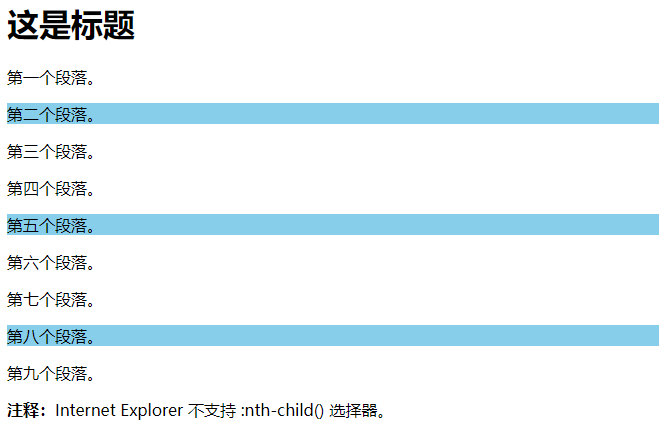 这是标题
第一个段落。
第二个段落。
第三个段落。
第四个段落。
第五个段落。
第六个段落。
第七个段落。
第八个段落。
第九个段落。
注释：Internet Explorer 不支持 :nth-child() 选择器。